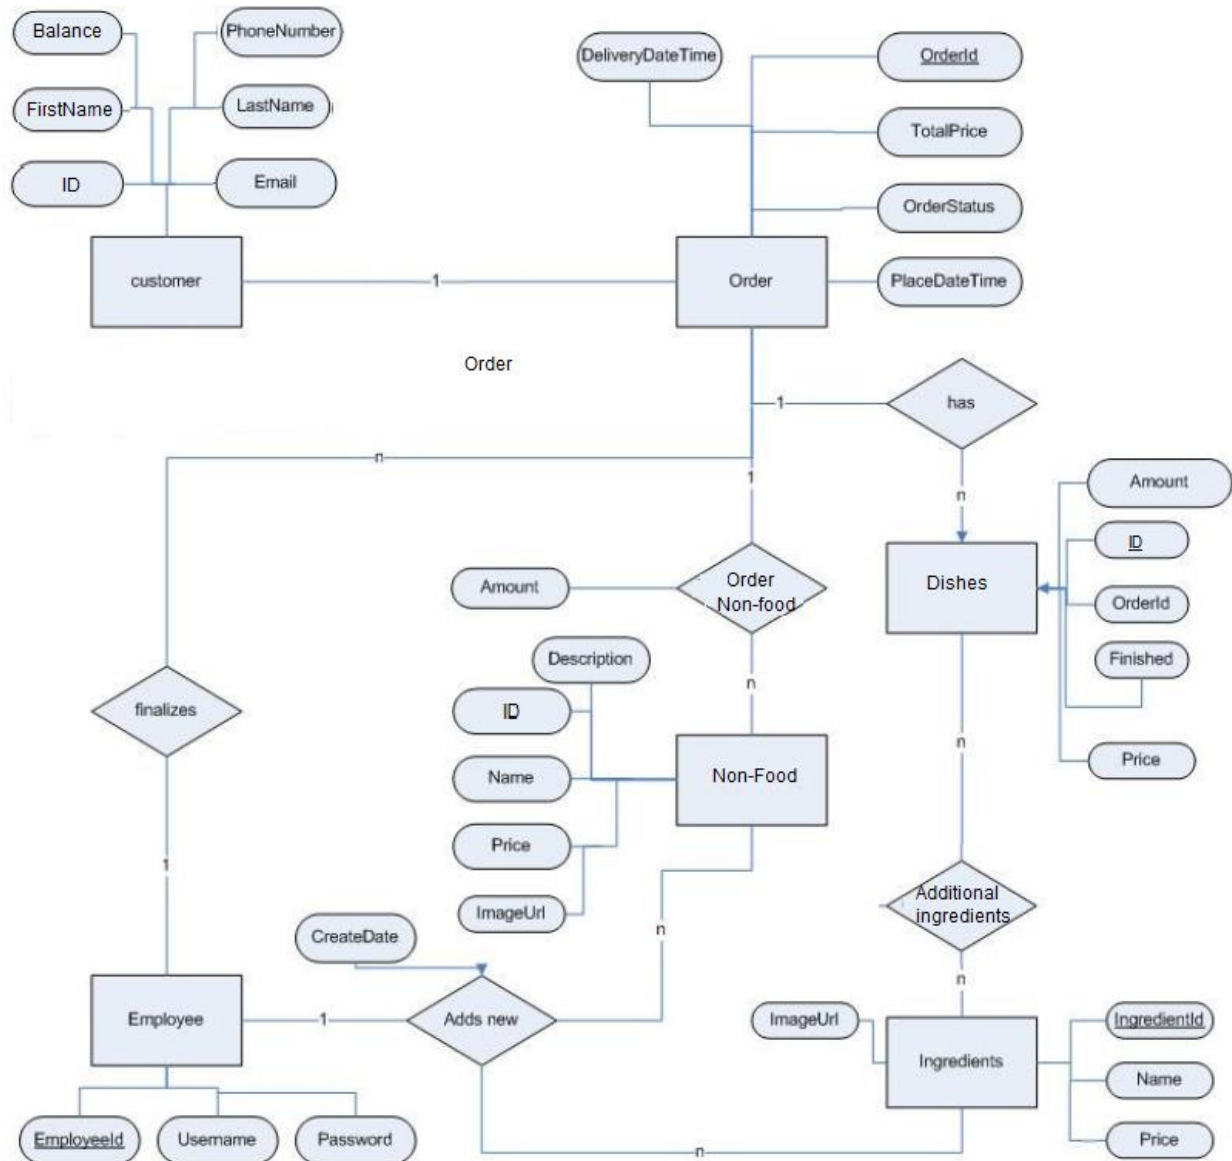 Balance
PhoneNumber
FirstName
LastName
ID
Email
customer
1
DeliveryDateTime
OrderId
TotalPrice
OrderStatus
Order
PlaceDateTime
Order
1
has
n
1
n
Amount
ID
Dishes
OrderId
Finished
Price
Amount
Order
Non-food
Description
n
ID
Name
Non-Food
Price
ImageUrl
finalizes
1
n
Additional
ingredients
n
CreateDate
n
Employee
1
Adds new
ImageUrl
Ingredients
IngredientId
Name
Price
EmployeeId
Username
Password
n